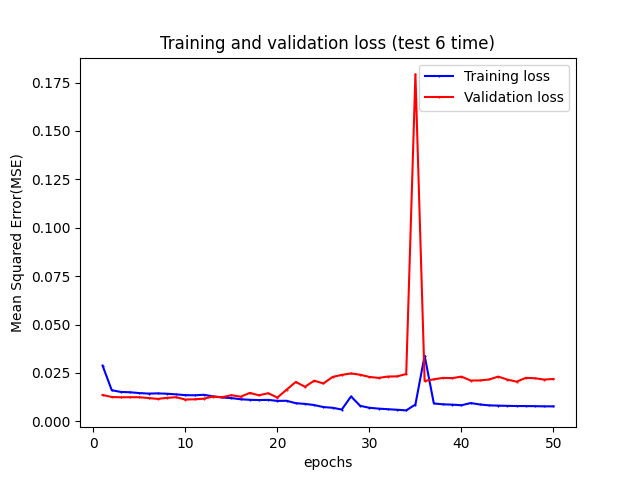 Training and validation loss (test 6 time)
Training loss
Validation loss
Mean Squared Error(MSE)
0.175
0.150
0.125
0.100
0.075
0.050
0.025
0.000
0 10 20 30 40 50
epochs